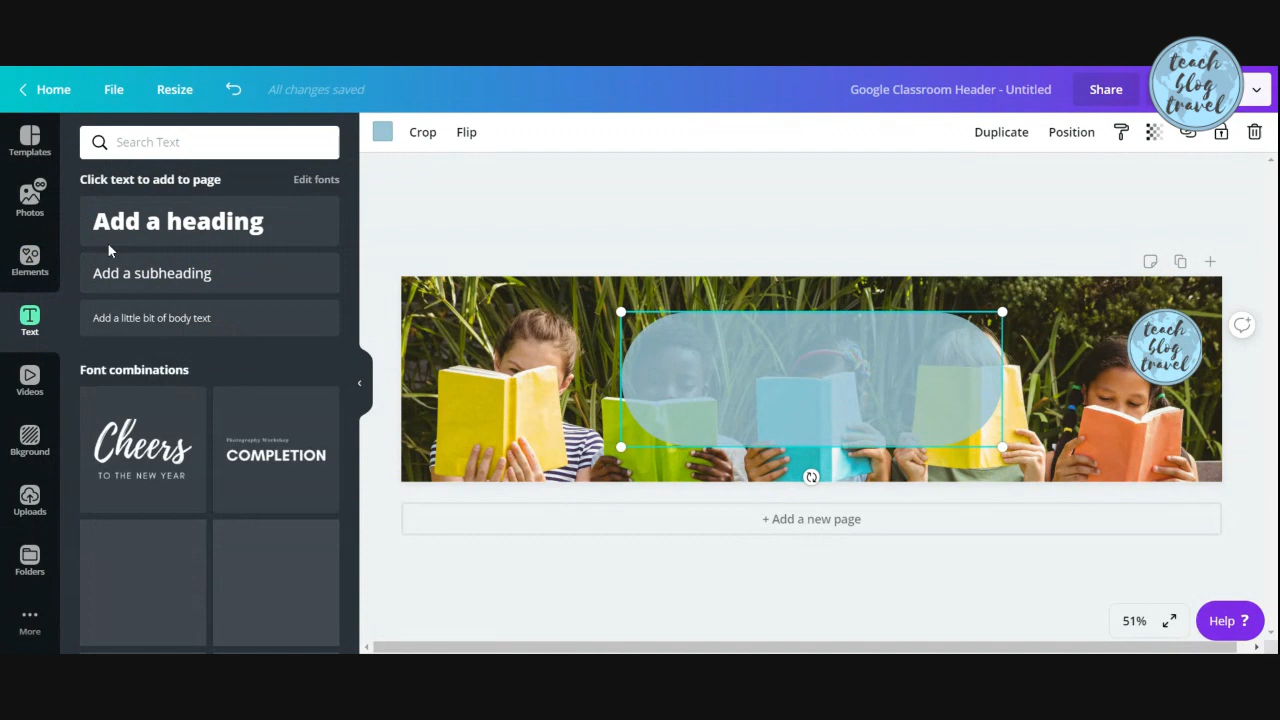 Home
File
Resize
All changes saved
Google Classroom Header - Untitled
Share
teach
blog
travel
Templates
Photos
Elements
Text
Videos
Bkground
Uploads
Folders
More
Search Text
Click text to add to page
Edit fonts
Add a heading
Add a subheading
Add a little bit of body text
Font combinations
Cheers
TO THE NEW YEAR
Photography Workshop
COMPLETION
Crop
Flip
Duplicate
Position
teach
blog
travel
+ Add a new page
51%
Help ?